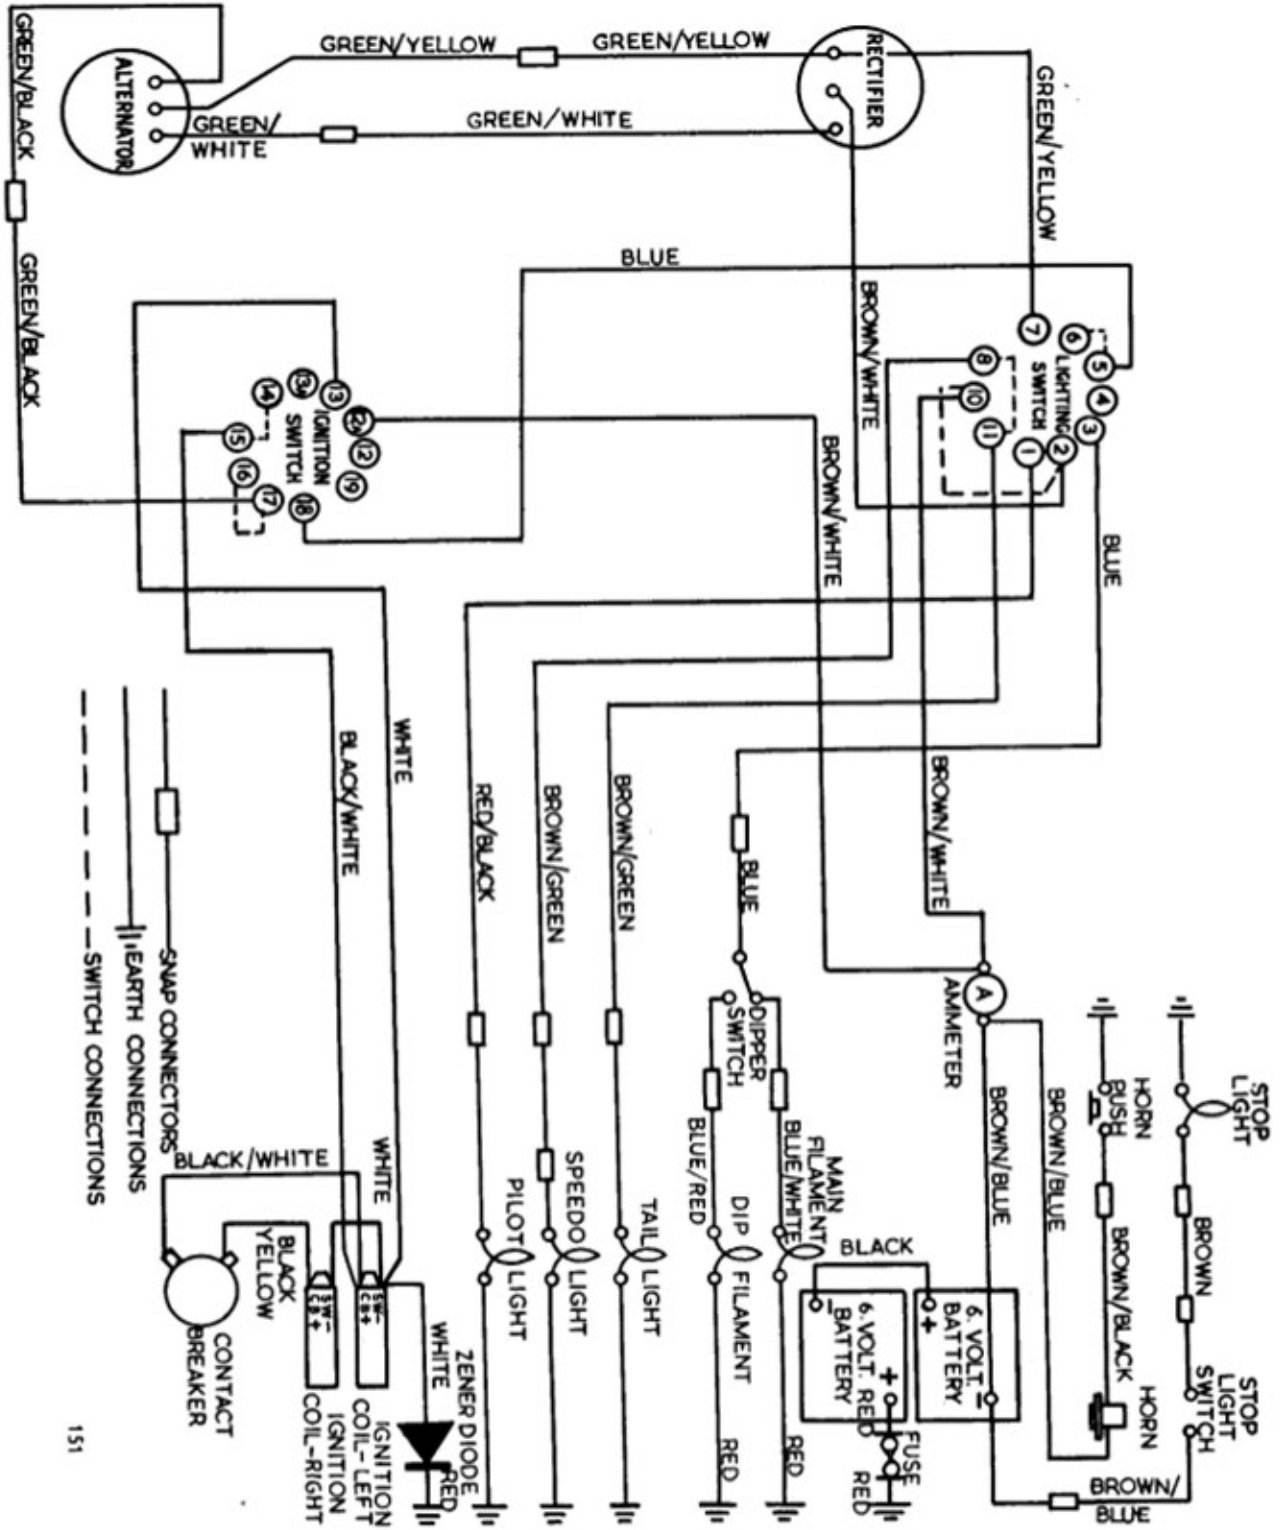 GREEN/BLACK
ALTERNATOR
GREEN/YELLOW
GREEN/YELLOW
RECTIFIER
GREEN/
WHITE
GREEN/WHITE
GREEN/YELLOW
GREEN/BLACK
BLUE
BROWN/WHITE
7
6
5
8
LIGHTING
SWITCH
4
10
3
11
1
2
13A
13
14
IGNITION
SWITCH
12A
12
15
16
19
17
18
BROWN/WHITE
BLUE
WHITE
BLACK/WHITE
RED/BLACK
BROWN/GREEN
BROWN/GREEN
BLUE
BROWN/WHITE
SNAP CONNECTORS
EARTH CONNECTIONS
SWITCH CONNECTIONS
A
AMMETER
DIPPER
SWITCH
HORN
PUSH
STOP
LIGHT
BROWN/BLUE
BROWN/BLUE
BLUE/RED
BLUE/WHITE
MAIN
FILAMENT
BLACK/WHITE
WHITE
PILOT
LIGHT
SPEEDO
LIGHT
TAIL
LIGHT
DIP
FILAMENT
BLACK
BROWN/BLACK
BROWN
BLACK
YELLOW
SW-
CB+
SW-
CB+
CONTACT
BREAKER
WHITE
ZENER DIODE
RED
IGNITION
COIL-LEFT
IGNITION
COIL-RIGHT
RED
RED
-
6. VOLT.
BATTERY
+
RED
FUSE
RED
+
6. VOLT.
BATTERY
-
HORN
STOP
LIGHT
SWITCH
BROWN/
BLUE
151